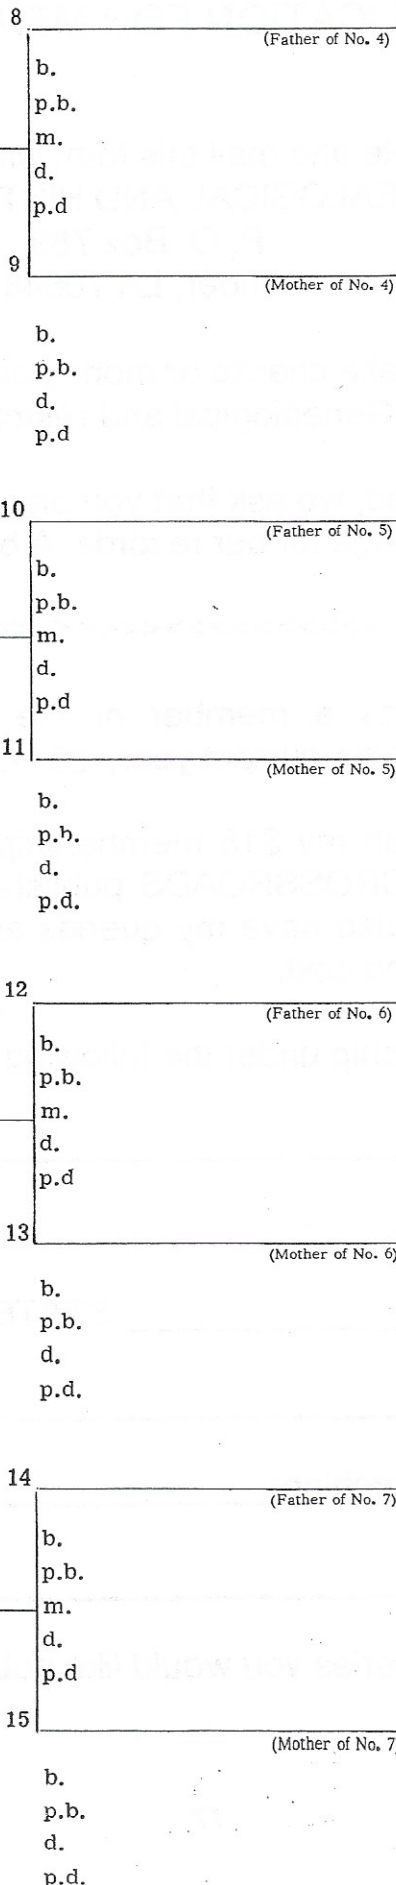 8
(Father of No. 4)
b.
p.b.
m.
d.
p.d
9
(Mother of No. 4)
b.
p.b.
d.
p.d
10
(Father of No. 5)
b.
p.b.
m.
d.
p.d
11
(Mother of No. 5)
b.
p.b.
d.
p.d.
12
(Father of No. 6)
b.
p.b.
m.
d.
p.d
13
(Mother of No. 6)
b.
p.b.
d.
p.d.
14
(Father of No. 7)
b.
p.b.
m.
d.
p.d
15
(Mother of No. 7
b.
p.b.
d.
p.d.